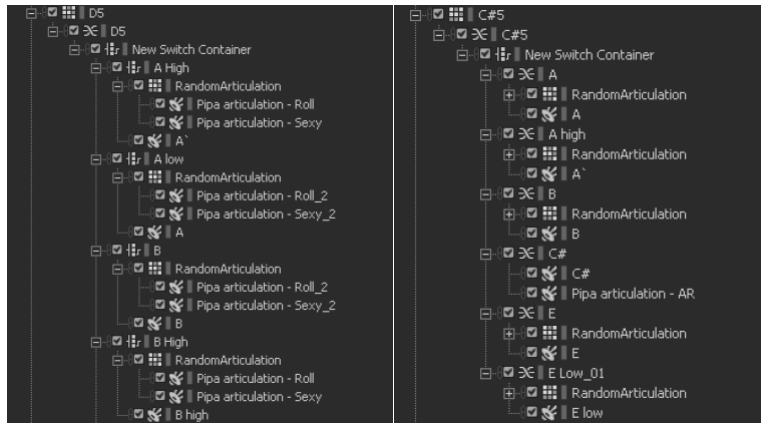 D5
D5
New Switch Container
A High
RandomArticulation
Pipa articulation - Roll
Pipa articulation - Sexy
A`
A low
RandomArticulation
Pipa articulation - Roll_2
Pipa articulation - Sexy_2
A
B
RandomArticulation
Pipa articulation - Roll_2
Pipa articulation - Sexy_2
B
B High
RandomArticulation
Pipa articulation - Roll
Pipa articulation - Sexy
B high
C#5
C#5
New Switch Container
A
RandomArticulation
A
A high
RandomArticulation
A`
B
RandomArticulation
B
C#
C#
Pipa articulation - AR
E
RandomArticulation
E
E Low_01
RandomArticulation
E low